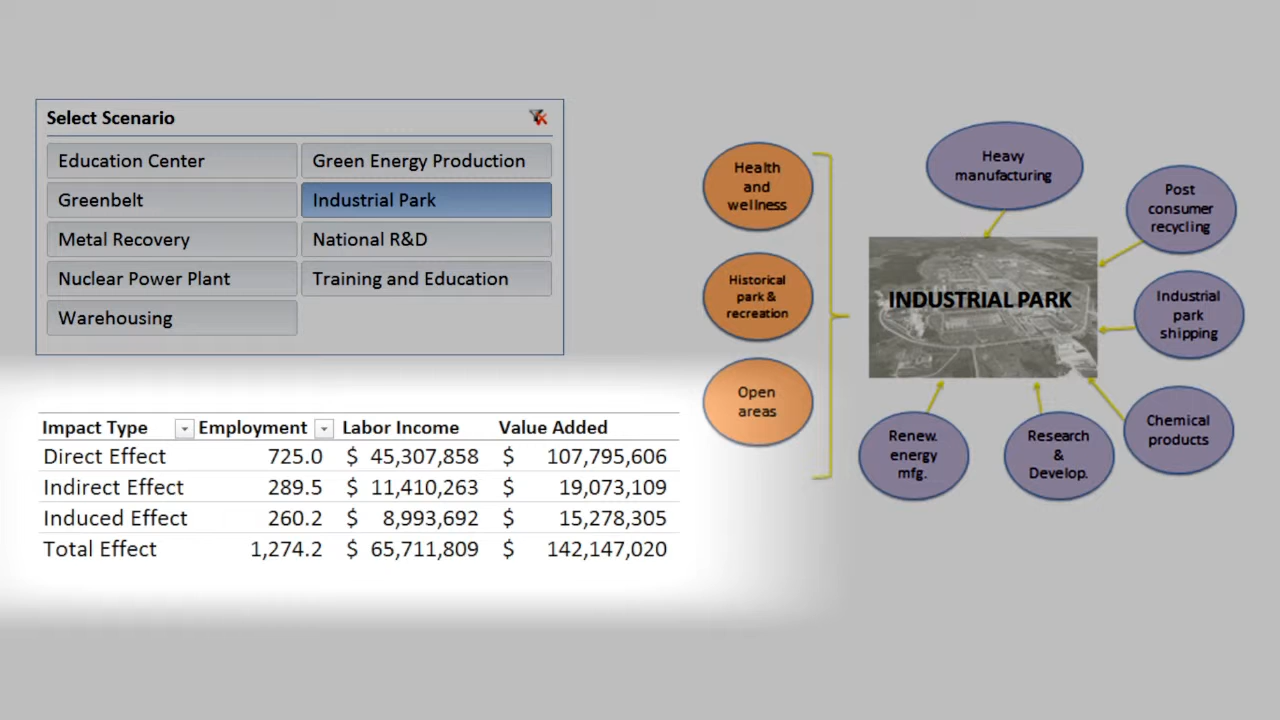 Select Scenario
Education Center
Green Energy Production
Greenbelt
Industrial Park
Metal Recovery
National R&D
Nuclear Power Plant
Training and Education
Warehousing
Impact Type Employment Labor Income Value Added
Direct Effect 725.0 $ 45,307,858 $ 107,795,606
Indirect Effect 289.5 $ 11,410,263 $ 19,073,109
Induced Effect 260.2 $ 8,993,692 $ 15,278,305
Total Effect 1,274.2 $ 65,711,809 $ 142,147,020
Health
and
wellness
Historical
park &
recreation
Open
areas
Heavy
manufacturing
Post
consumer
recycling
INDUSTRIAL PARK
Industrial
park
shipping
Chemical
products
Research
&
Develop.
Renew.
energy
mfg.